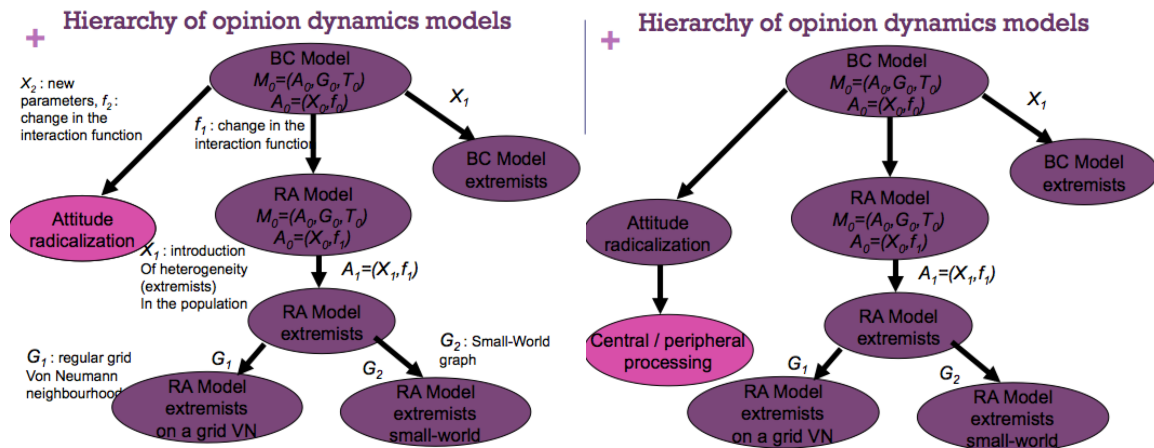 Hierarchy of opinion dynamics models
+
BC Model
M0=(A0,G0,T0)
A0=(X0,f0)
X2 : new
parameters, f2 :
change in the
interaction function
f1 : change in the
interaction function
X1
BC Model
extremists
RA Model
M0=(A0,G0,T0)
A0=(X0,f1)
Attitude
radicalization
X1 : introduction
Of heterogeneity
(extremists)
In the population
A1=(X1,f1)
RA Model
extremists
G1 : regular grid
Von Neumann
neighbourhood
G1
G2
G2 : Small-World
graph
RA Model
extremists
on a grid VN
RA Model
extremists
small-world
Hierarchy of opinion dynamics models
+
BC Model
M0=(A0,G0,T0)
A0=(X0,f0)
X1
BC Model
extremists
RA Model
M0=(A0,G0,T0)
A0=(X0,f1)
Attitude
radicalization
A1=(X1,f1)
RA Model
extremists
Central / peripheral
processing
G1
G2
RA Model
extremists
on a grid VN
RA Model
extremists
small-world